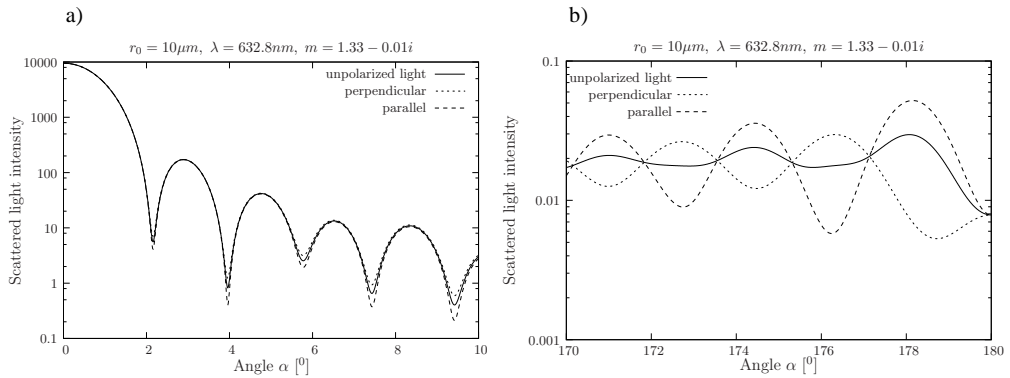 a)
r₀ = 10μm, λ = 632.8nm, m = 1.33 − 0.01i
10000
1000
100
10
1
0.1
Scattered light intensity
unpolarized light
perpendicular
parallel
0 2 4 6 8 10
Angle α [⁰]
b)
r₀ = 10μm, λ = 632.8nm, m = 1.33 − 0.01i
0.1
0.01
0.001
Scattered light intensity
unpolarized light
perpendicular
parallel
170 172 174 176 178 180
Angle α [⁰]